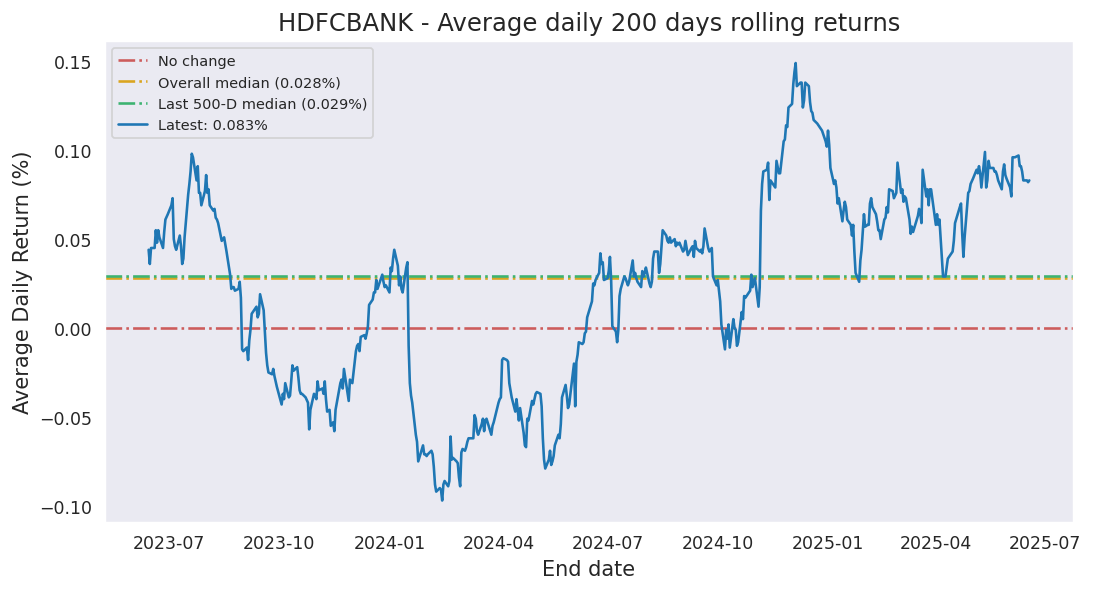 HDFCBANK - Average daily 200 days rolling returns
No change
Overall median (0.028%)
Last 500-D median (0.029%)
Latest: 0.083%
Average Daily Return (%)
0.15
0.10
0.05
0.00
−0.05
−0.10
2023-07 2023-10 2024-01 2024-04 2024-07 2024-10 2025-01 2025-04 2025-07
End date